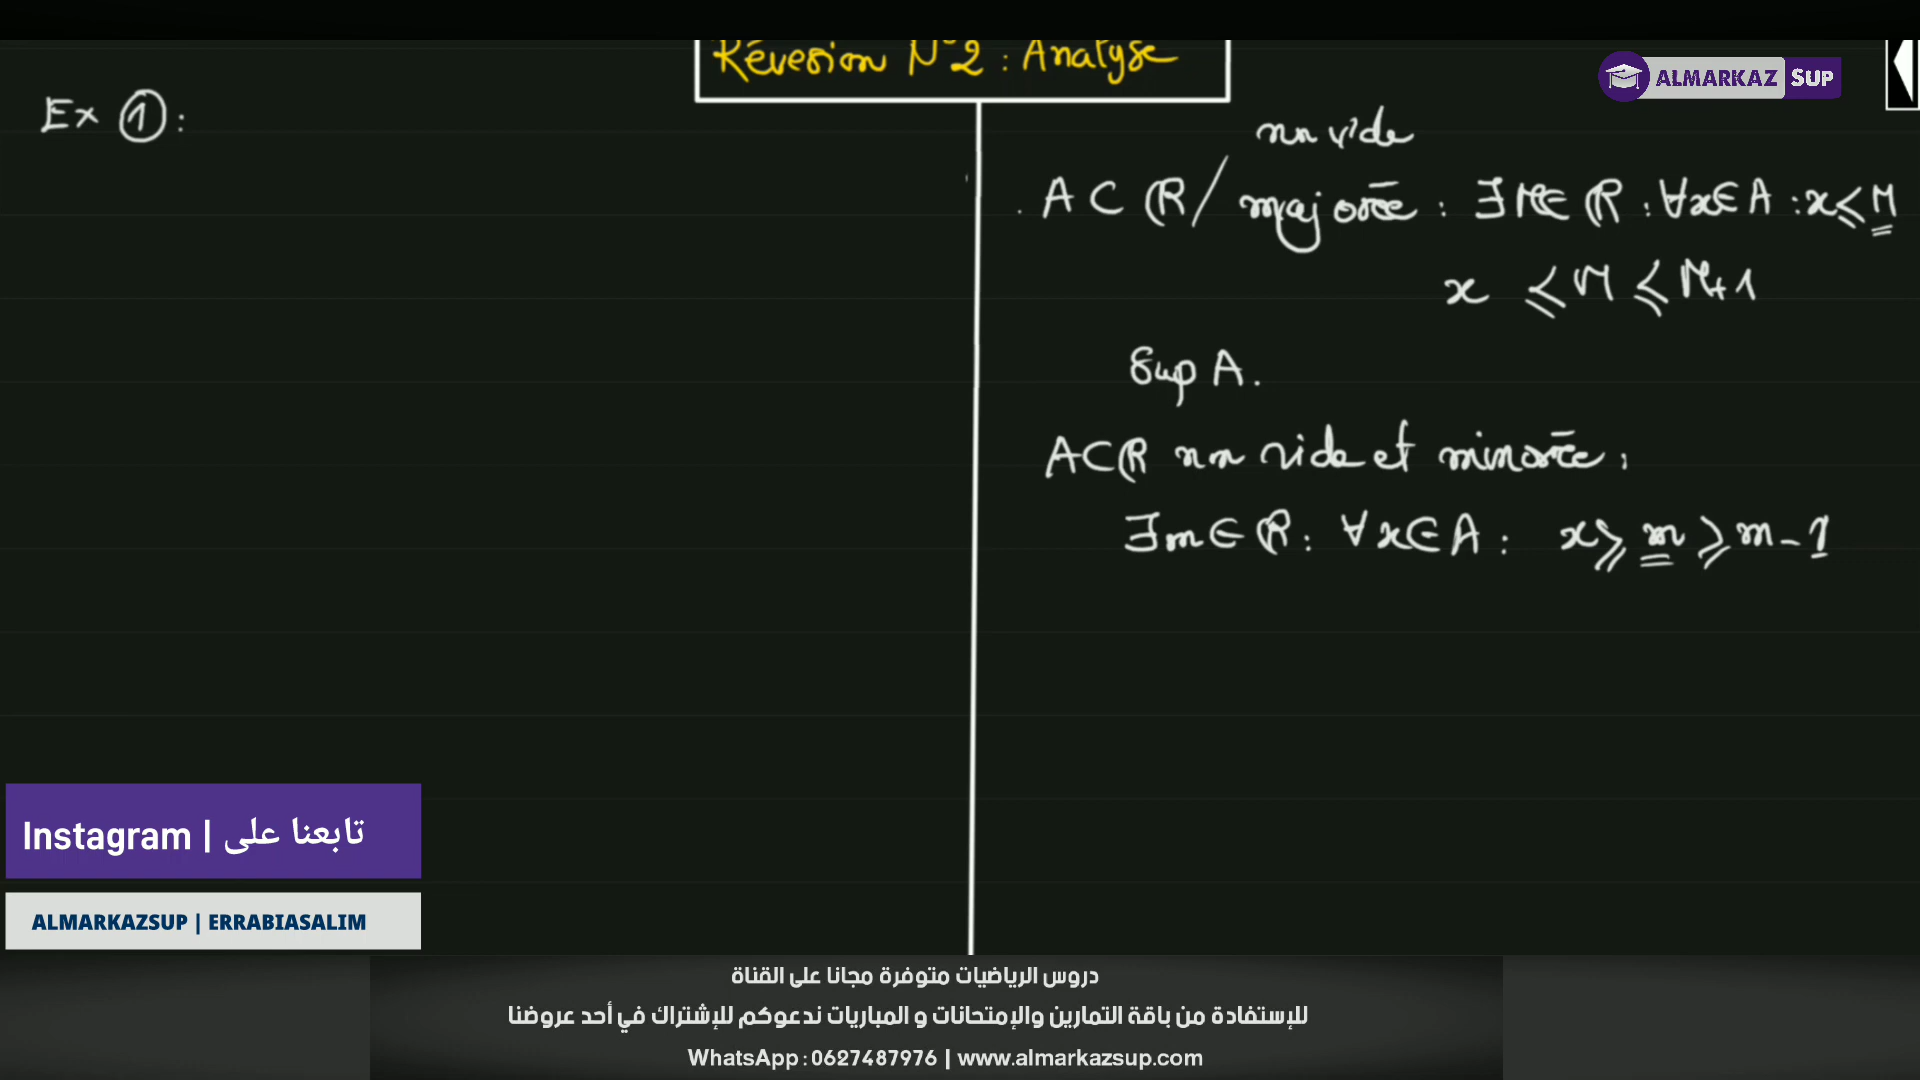 Révision N°2 : Analyse
ALMARKAZ SUP
Ex ① :
non vide
. A ⊂ ℝ / majorée : ∃ M ∈ ℝ : ∀x∈A : x ⩽ M
x ⩽ M ⩽ M+1
Sup A.
A⊂ℝ non vide et minorée :
∃m∈ℝ : ∀x∈A : x ⩾ m ⩾ m-1
Instagram | تابعنا على
ALMARKAZSUP | ERRABIASALIM
دروس الرياضيات متوفرة مجانا على القناة
للإستفادة من باقة التمارين والإمتحانات و المباريات ندعوكم للإشتراك في أحد عروضنا
WhatsApp : 0627487976 | www.almarkazsup.com